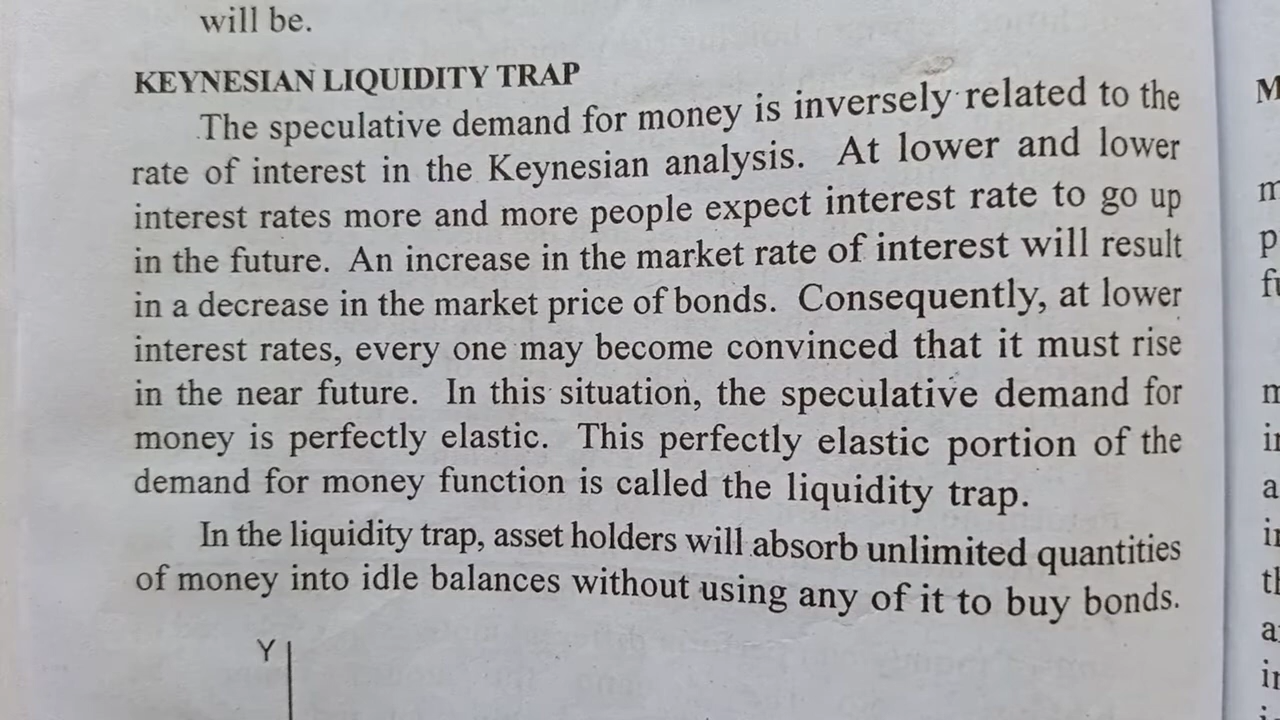 will be.
KEYNESIAN LIQUIDITY TRAP
The speculative demand for money is inversely related to the
rate of interest in the Keynesian analysis. At lower and lower
interest rates more and more people expect interest rate to go up
in the future. An increase in the market rate of interest will result
in a decrease in the market price of bonds. Consequently, at lower
interest rates, every one may become convinced that it must rise
in the near future. In this situation, the speculative demand for
money is perfectly elastic. This perfectly elastic portion of the
demand for money function is called the liquidity trap.
In the liquidity trap, asset holders will absorb unlimited quantities
of money into idle balances without using any of it to buy bonds.
Y